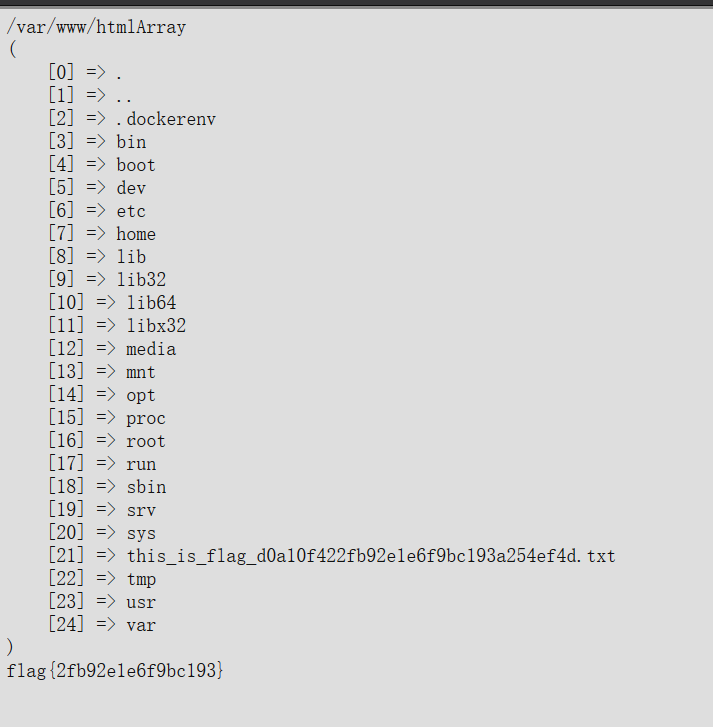 /var/www/htmlArray
(
    [0] => .
    [1] => ..
    [2] => .dockerenv
    [3] => bin
    [4] => boot
    [5] => dev
    [6] => etc
    [7] => home
    [8] => lib
    [9] => lib32
    [10] => lib64
    [11] => libx32
    [12] => media
    [13] => mnt
    [14] => opt
    [15] => proc
    [16] => root
    [17] => run
    [18] => sbin
    [19] => srv
    [20] => sys
    [21] => this_is_flag_d0a10f422fb92e1e6f9bc193a254ef4d.txt
    [22] => tmp
    [23] => usr
    [24] => var
)
flag{2fb92e1e6f9bc193}